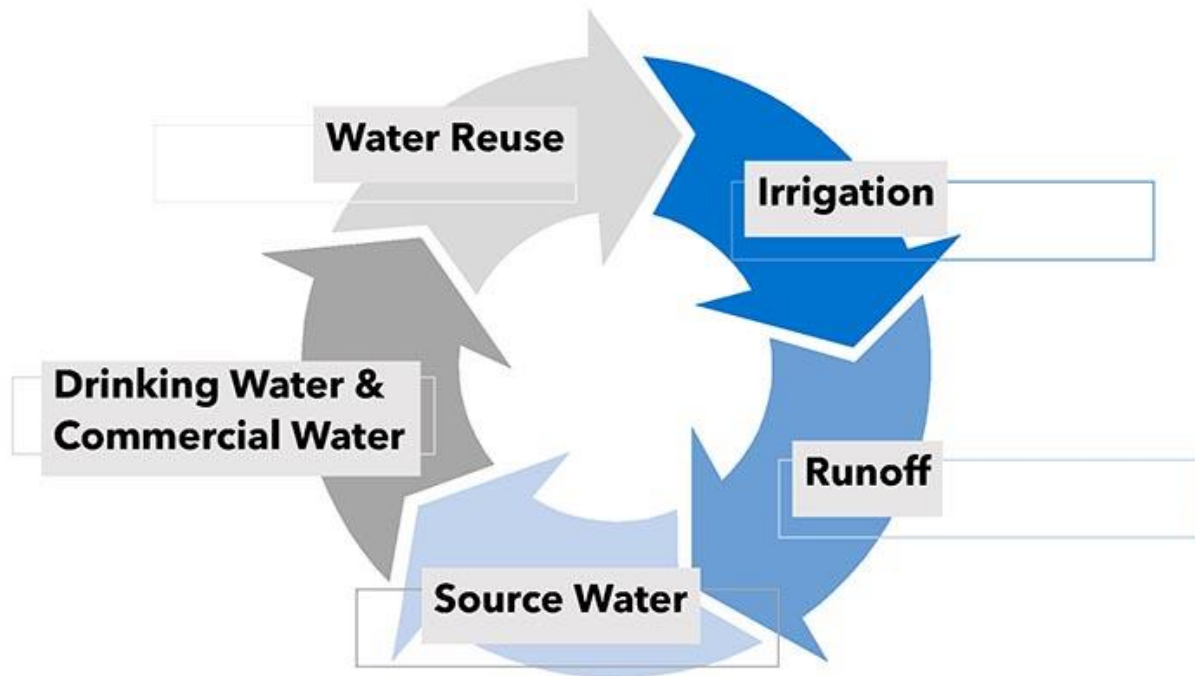 Water Reuse
Irrigation
Drinking Water &
Commercial Water
Runoff
Source Water